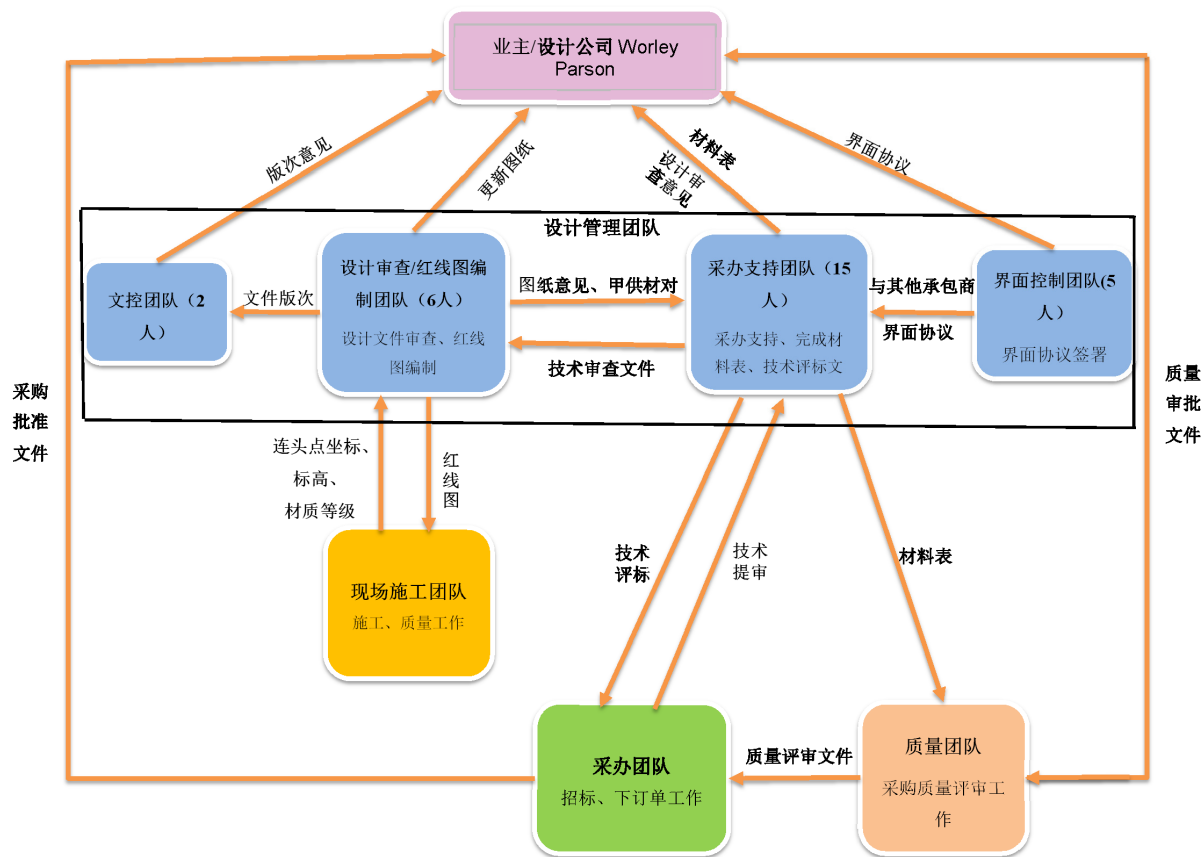 业主/设计公司 Worley
Parson
版次意见
更新图纸
材料表
设计审
查意见
界面协议
设计管理团队
文控团队（2
人）
文件版次
设计审查/红线图编
制团队（6人）
设计文件审查、红线
图编制
图纸意见、甲供材对
技术审查文件
采办支持团队（15
人）
采办支持、完成材
料表、技术评标文
与其他承包商
界面协议
界面控制团队(5
人）
界面协议签署
采购
批准
文件
质量
审批
文件
连头点坐标、
标高、
材质等级
红
线
图
现场施工团队
施工、质量工作
技术
评标
技术
提审
材料表
采办团队
招标、下订单工作
质量评审文件
质量团队
采购质量评审工
作